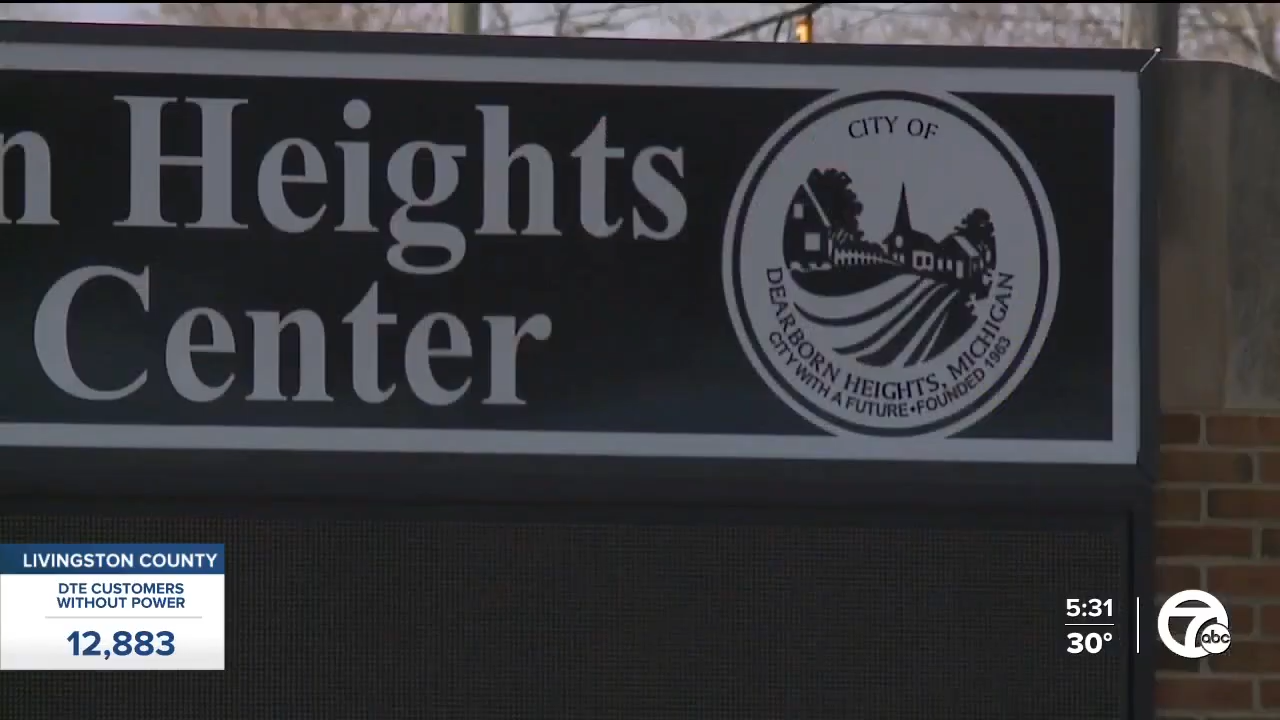 n Heights
Center
CITY OF
DEARBORN HEIGHTS, MICHIGAN
CITY WITH A FUTURE•FOUNDED 1963
LIVINGSTON COUNTY
DTE CUSTOMERS
WITHOUT POWER
12,883
5:31
30°
7 abc